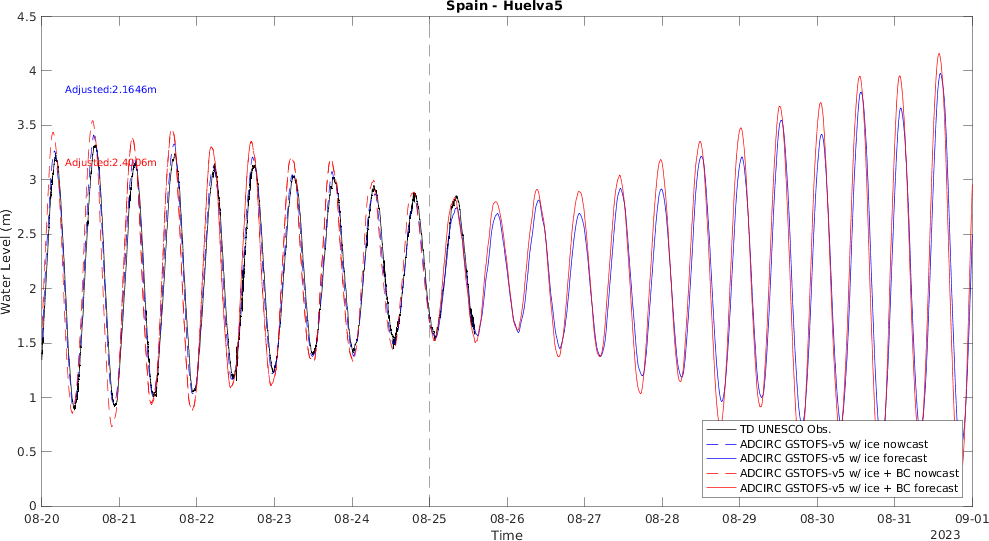 Spain - Huelva5
4.5
4
3.5
3
2.5
2
1.5
1
0.5
0
Water Level (m)
Adjusted:2.1646m
Adjusted:2.4006m
TD UNESCO Obs.
ADCIRC GSTOFS-v5 w/ ice nowcast
ADCIRC GSTOFS-v5 w/ ice forecast
ADCIRC GSTOFS-v5 w/ ice + BC nowcast
ADCIRC GSTOFS-v5 w/ ice + BC forecast
08-20 08-21 08-22 08-23 08-24 08-25 08-26 08-27 08-28 08-29 08-30 08-31 09-01
Time
2023